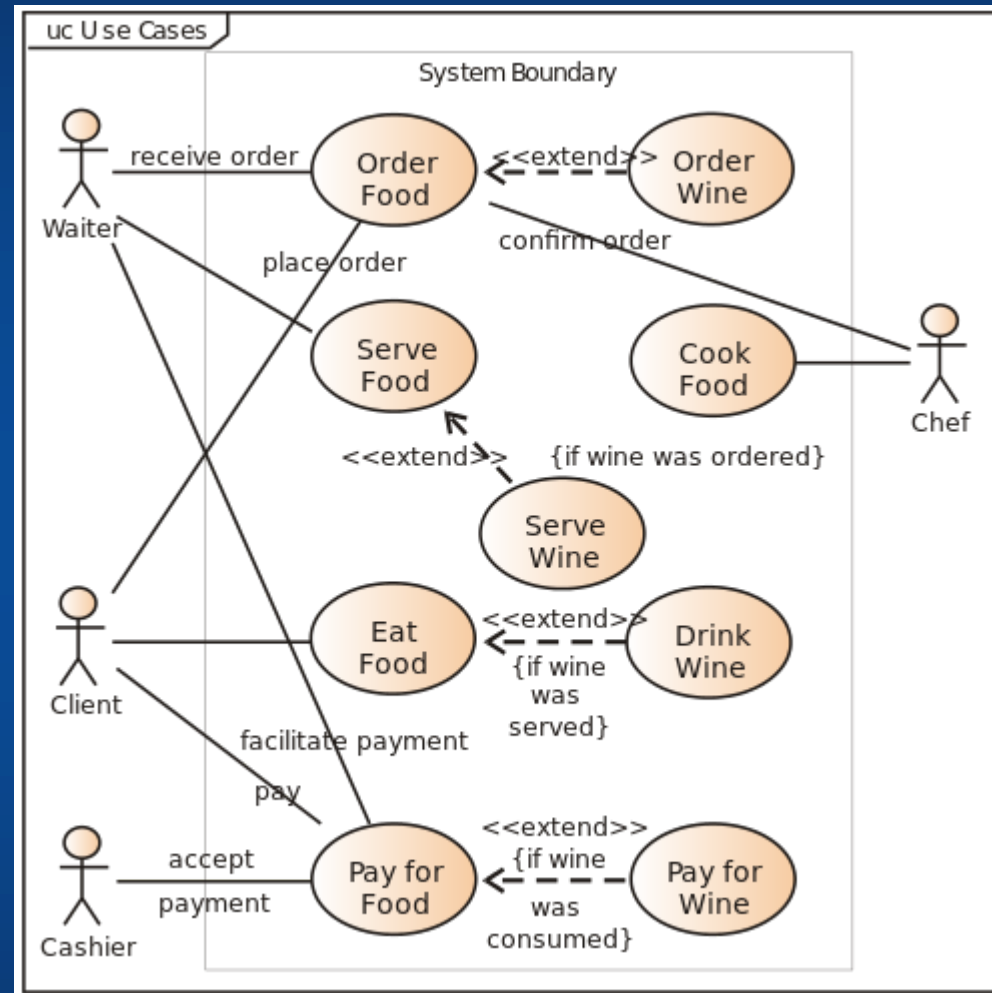 uc Use Cases
System Boundary
receive order
Order
Food
<<extend>>
Order
Wine
Waiter
confirm order
place order
Serve
Food
Cook
Food
Chef
<<extend>>
{if wine was ordered}
Serve
Wine
Eat
Food
<<extend>>
{if wine
was
served}
Drink
Wine
Client
facilitate payment
pay
accept
payment
Pay for
Food
<<extend>>
{if wine
was
consumed}
Pay for
Wine
Cashier